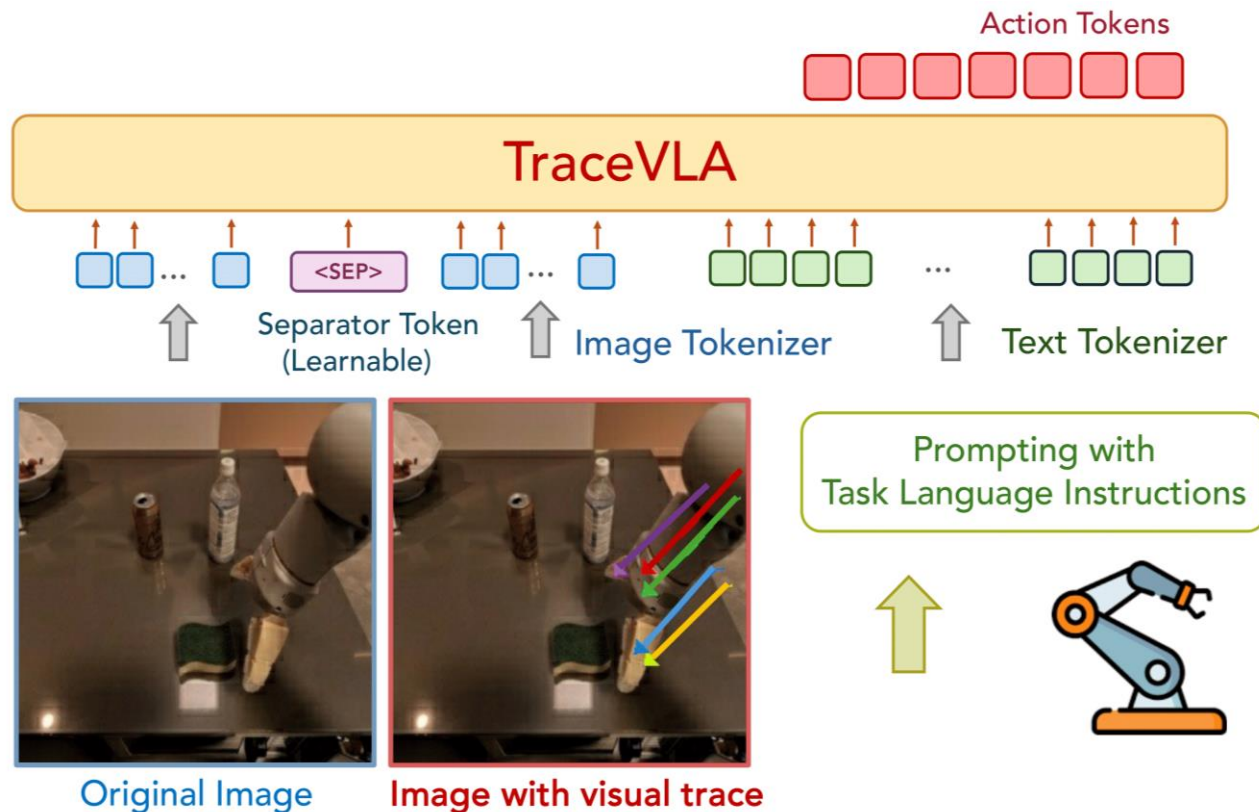 Action Tokens
TraceVLA
...
<SEP>
...
...
Separator Token
(Learnable)
Image Tokenizer
Text Tokenizer
Prompting with
Task Language Instructions
Original Image
Image with visual trace